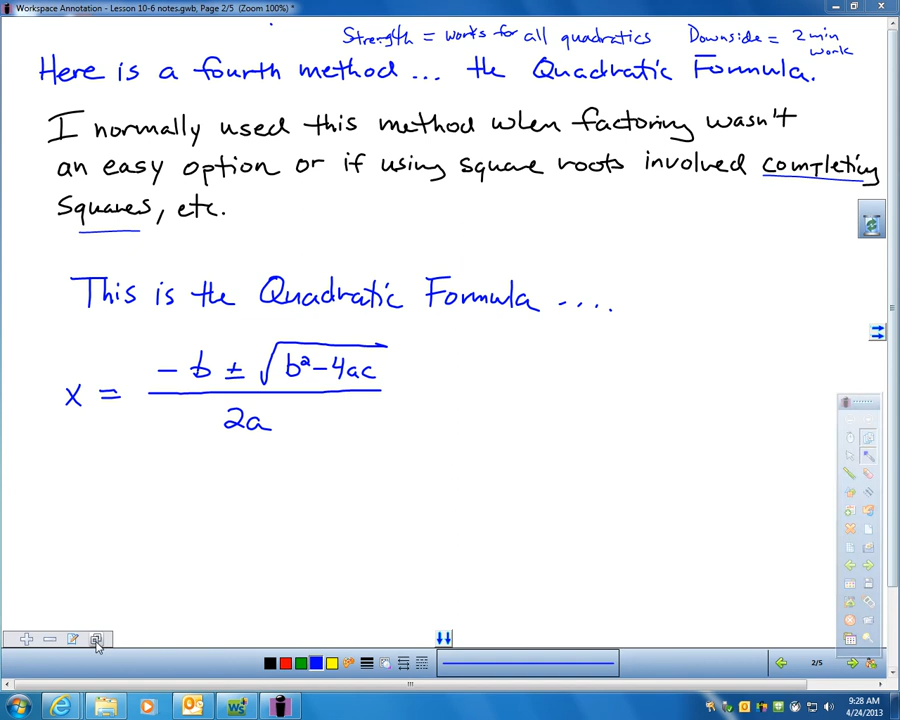 Workspace Annotation - Lesson 10-6 notes.gwb, Page 2/5 (Zoom 100%) *
Strength = works for all quadratics Downside = 2 min work
Here is a fourth method... the Quadratic Formula.
I normally used this method when factoring wasn't
an easy option or if using square roots involved completing
squares, etc.
This is the Quadratic Formula ....
x = \frac{-b ± √(b²-4ac)}{2a}
2/5
9:28 AM
4/24/2013